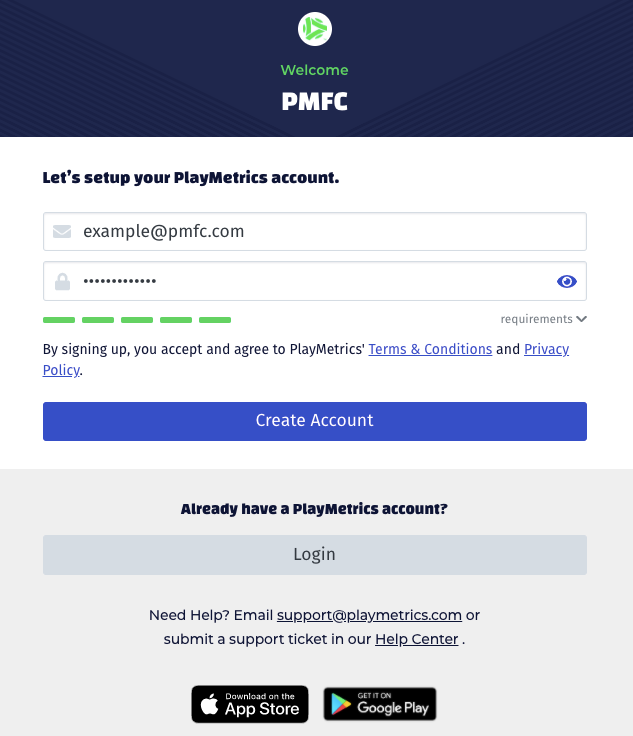 Welcome
PMFC
Let's setup your PlayMetrics account.
example@pmfc.com
•••••••••••••
requirements
By signing up, you accept and agree to PlayMetrics' Terms & Conditions and Privacy
Policy.
Create Account
Already have a PlayMetrics account?
Login
Need Help? Email support@playmetrics.com or
submit a support ticket in our Help Center .
Download on the
App Store
GET IT ON
Google Play